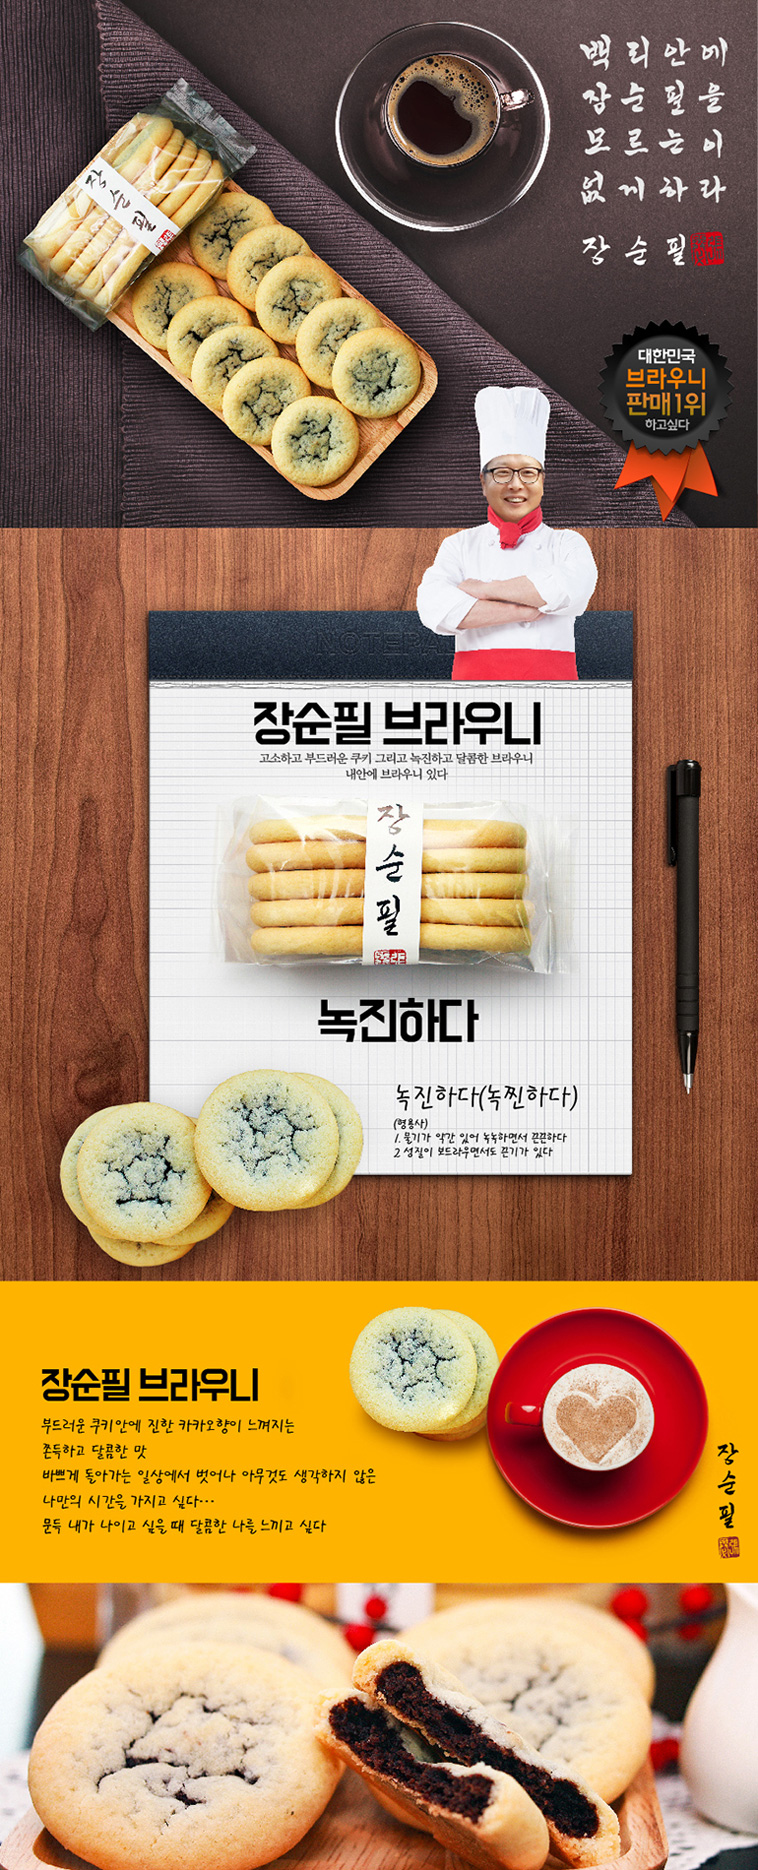 백리안에
장순필을
모르는이
없게하라
장순필
장순필
대한민국
브라우니
판매1위
하고싶다
NOTEPA
장순필 브라우니
고소하고 부드러운 쿠키 그리고 녹진하고 달콤한 브라우니
내안에 브라우니 있다
장순필
녹진하다
녹진하다(녹찐하다)
(형용사)
1. 물기가 약간 있어 녹녹하면서 끈끈하다
2 성질이 보드라우면서도 끈기가 있다
장순필 브라우니
부드러운 쿠키안에 진한 카카오향이 느껴지는
쫀득하고 달콤한 맛
바쁘게 돌아가는 일상에서 벗어나 아무것도 생각하지 않은
나만의 시간을 가지고 싶다...
문득 내가 나이고 싶을 때 달콤한 나를 느끼고 싶다
장순필